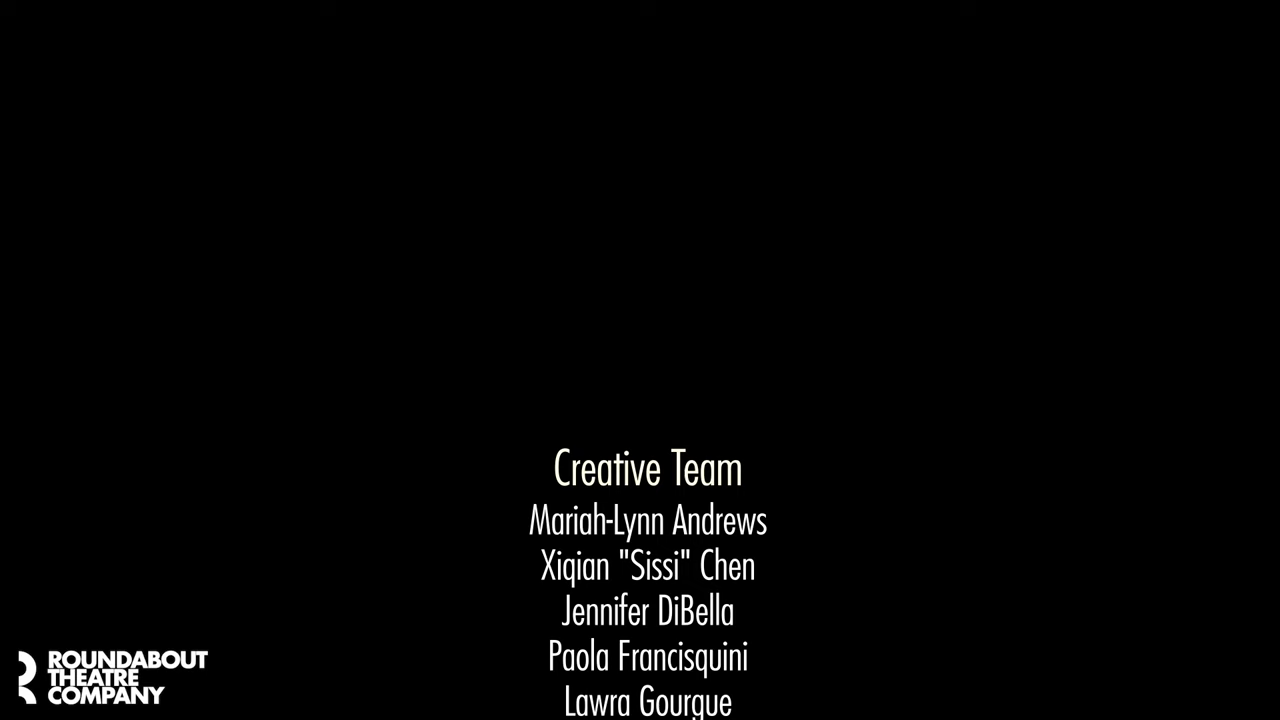 Creative Team
Mariah-Lynn Andrews
Xiqian "Sissi" Chen
Jennifer DiBella
Paola Francisquini
Lawra Gourgue
ROUNDABOUT
THEATRE
COMPANY